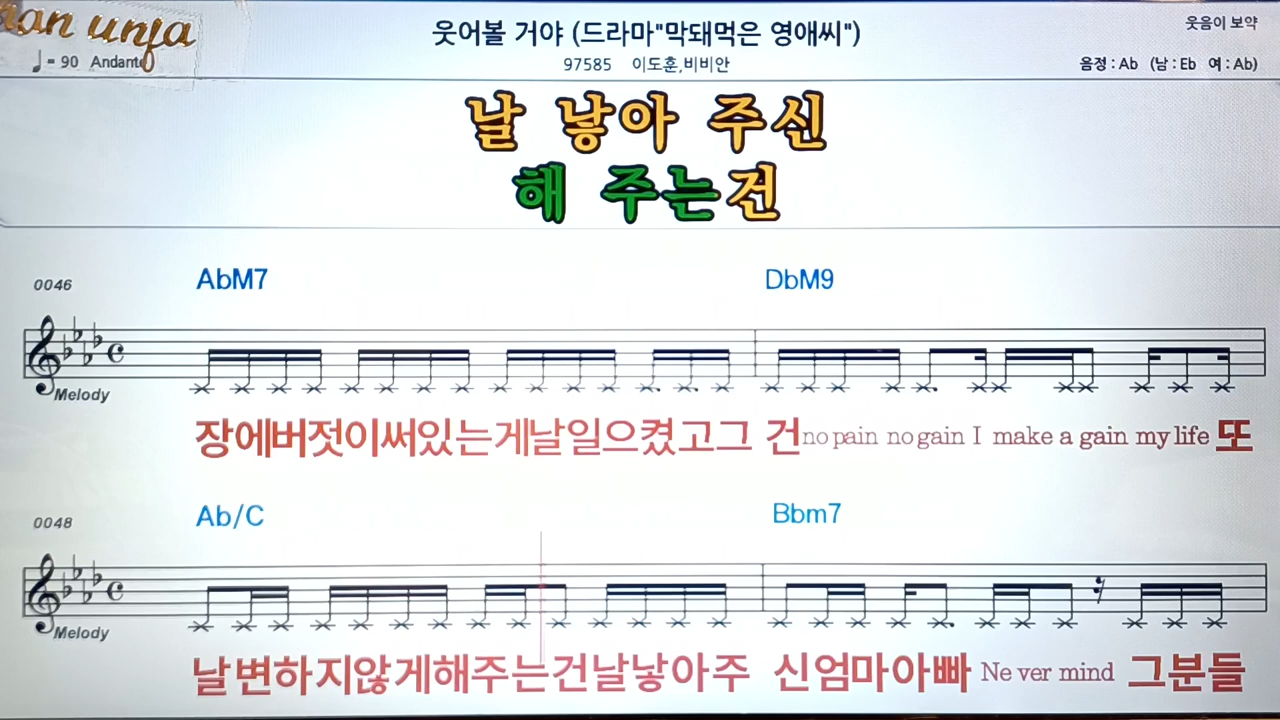 웃어볼 거야 (드라마"막돼먹은 영애씨")
웃음이 보약
♩= 90 Andante
97585 이도훈,비비안
음정 : Ab (남 : Eb 여 : Ab)
날 낳아 주신
해 주는건
0046
AbM7 DbM9
Melody
장에버젓이써있는게날일으켰고그 건no pain no gain I make a gain my life 또
0048
Ab/C Bbm7
Melody
날변하지않게해주는건날낳아주 신엄마아빠 Ne ver mind 그분들